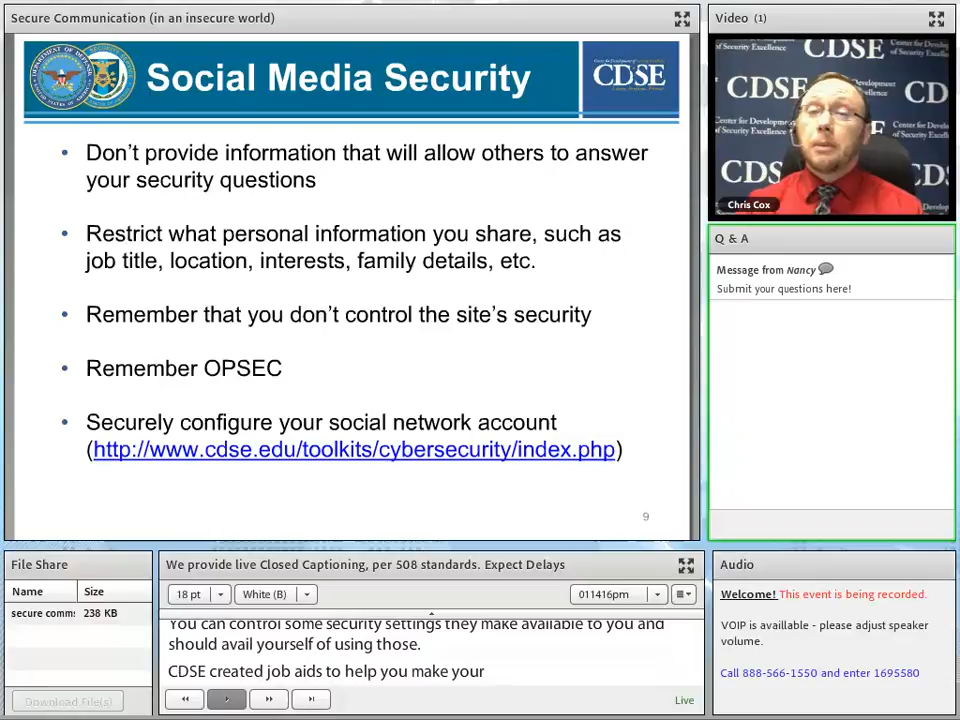 Secure Communication (in an insecure world)
Social Media Security
CDSE
• Don't provide information that will allow others to answer
your security questions
• Restrict what personal information you share, such as
job title, location, interests, family details, etc.
• Remember that you don't control the site's security
• Remember OPSEC
• Securely configure your social network account
(http://www.cdse.edu/toolkits/cybersecurity/index.php)
9
Video (1)
CDSE
Center for Development
of Security Excellence
Chris Cox
Q & A
Message from Nancy
Submit your questions here!
File Share
Name Size
secure comm: 238 KB
Download File(s)
We provide live Closed Captioning, per 508 standards. Expect Delays
18 pt White (B) 011416pm
You can control some security settings they make available to you and
should avail yourself of using those.
CDSE created job aids to help you make your
Live
Audio
Welcome! This event is being recorded.
VOIP is availlable - please adjust speaker
volume.
Call 888-566-1550 and enter 1695580